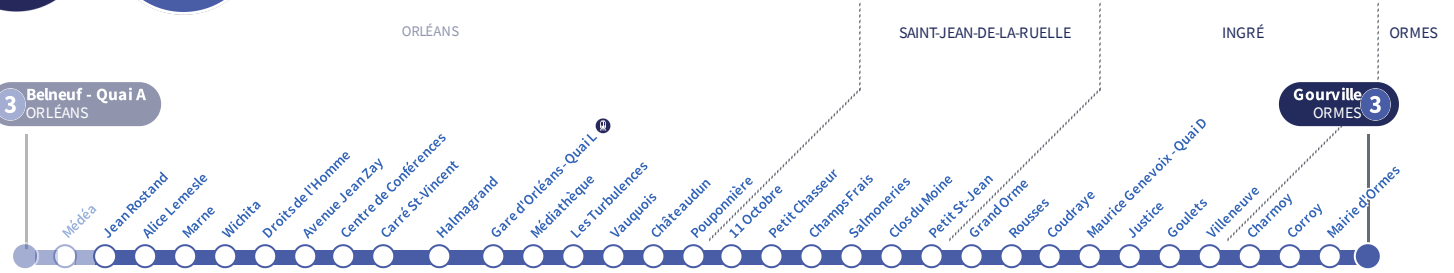 ORLÉANS
SAINT-JEAN-DE-LA-RUELLE
INGRÉ
ORMES
3
Belneuf - Quai A
ORLÉANS
Gourville
ORMES
3
Médéa
Jean Rostand
Alice Lemesle
Marne
Wichita
Droits de l'Homme
Avenue Jean Zay
Centre de Conférences
Carré St-Vincent
Halmagrand
Gare d'Orléans - Quai L
Médiathèque
Les Turbulences
Vauquois
Châteaudun
Pouponnière
11 Octobre
Petit Chasseur
Champs Frais
Salmoneries
Clos du Moine
Petit St-Jean
Grand Orme
Rousses
Coudraye
Maurice Genevoix - Quai D
Justice
Goulets
Villeneuve
Charmoy
Corroy
Mairie d'Ormes